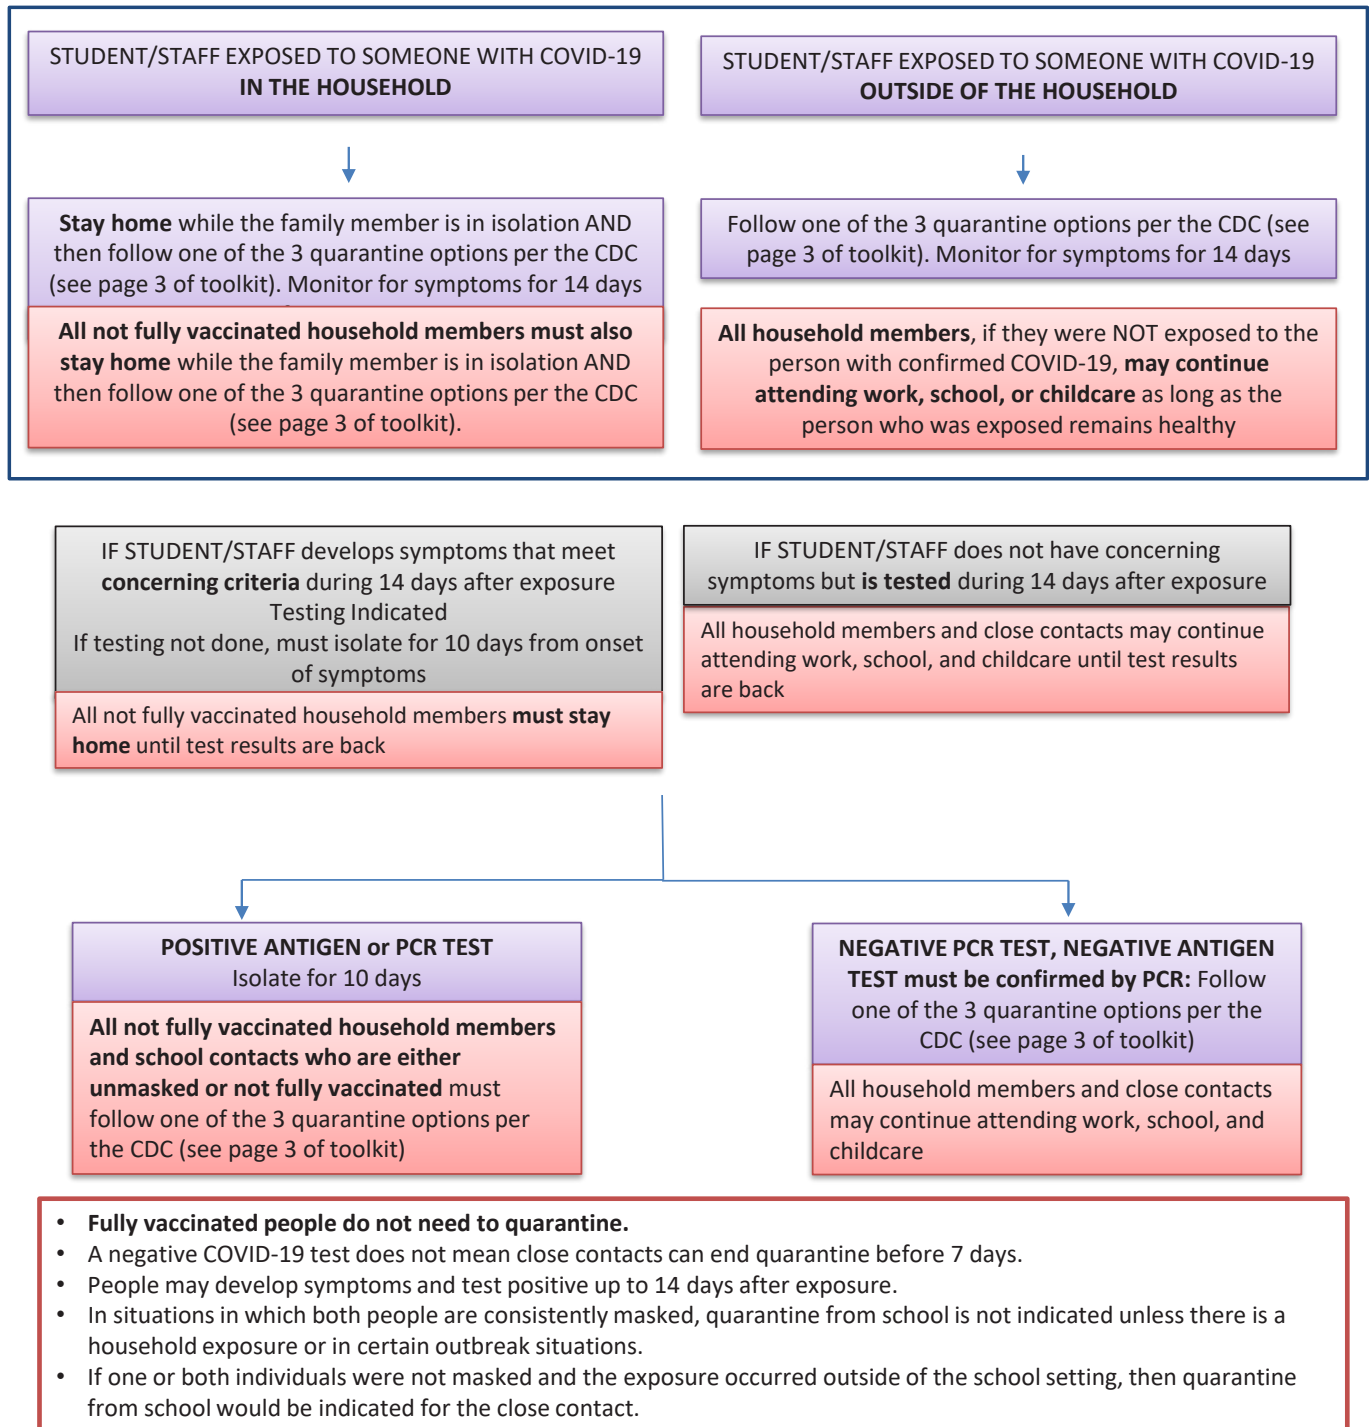 STUDENT/STAFF EXPOSED TO SOMEONE WITH COVID-19
IN THE HOUSEHOLD
STUDENT/STAFF EXPOSED TO SOMEONE WITH COVID-19
OUTSIDE OF THE HOUSEHOLD
Stay home while the family member is in isolation AND
then follow one of the 3 quarantine options per the CDC
(see page 3 of toolkit). Monitor for symptoms for 14 days
All not fully vaccinated household members must also
stay home while the family member is in isolation AND
then follow one of the 3 quarantine options per the CDC
(see page 3 of toolkit).
Follow one of the 3 quarantine options per the CDC (see
page 3 of toolkit). Monitor for symptoms for 14 days
All household members, if they were NOT exposed to the
person with confirmed COVID-19, may continue
attending work, school, or childcare as long as the
person who was exposed remains healthy
IF STUDENT/STAFF develops symptoms that meet
concerning criteria during 14 days after exposure
Testing Indicated
If testing not done, must isolate for 10 days from onset
of symptoms
All not fully vaccinated household members must stay
home until test results are back
IF STUDENT/STAFF does not have concerning
symptoms but is tested during 14 days after exposure
All household members and close contacts may continue
attending work, school, and childcare until test results
are back
POSITIVE ANTIGEN or PCR TEST
Isolate for 10 days
All not fully vaccinated household members
and school contacts who are either
unmasked or not fully vaccinated must
follow one of the 3 quarantine options per
the CDC (see page 3 of toolkit)
NEGATIVE PCR TEST, NEGATIVE ANTIGEN
TEST must be confirmed by PCR: Follow
one of the 3 quarantine options per the
CDC (see page 3 of toolkit)
All household members and close contacts
may continue attending work, school, and
childcare
• Fully vaccinated people do not need to quarantine.
• A negative COVID-19 test does not mean close contacts can end quarantine before 7 days.
• People may develop symptoms and test positive up to 14 days after exposure.
• In situations in which both people are consistently masked, quarantine from school is not indicated unless there is a
household exposure or in certain outbreak situations.
• If one or both individuals were not masked and the exposure occurred outside of the school setting, then quarantine
from school would be indicated for the close contact.